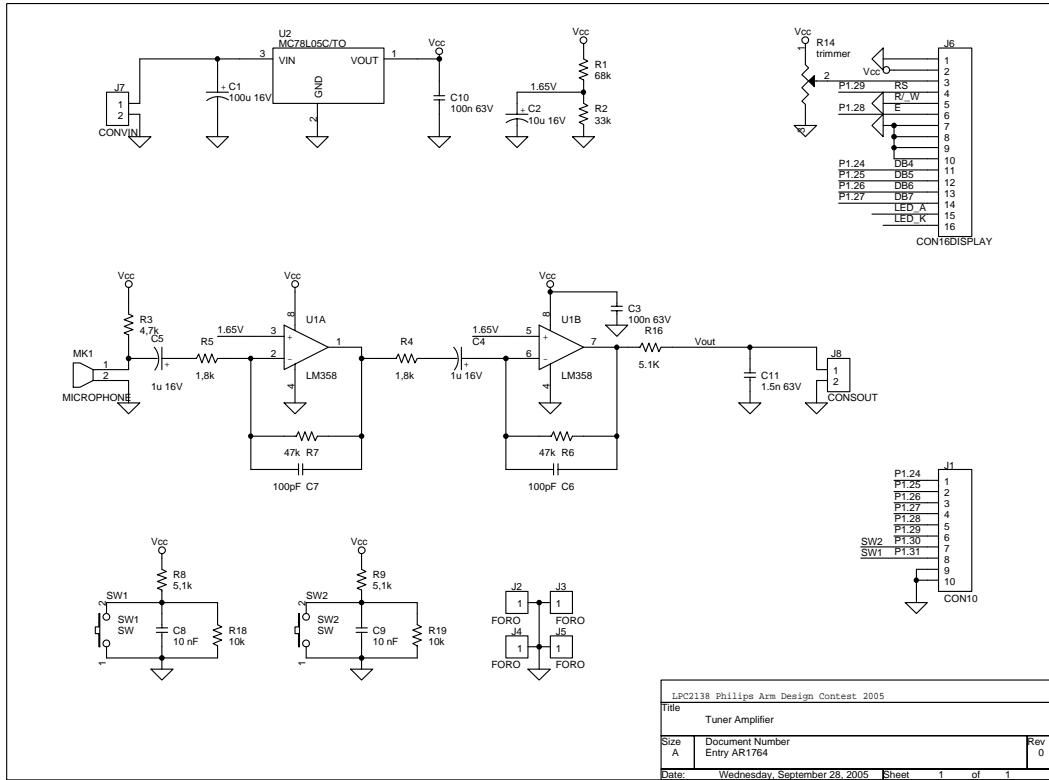 U2
MC78L05C/TO
3 VIN VOUT 1
GND
2
Vcc
J7
1
2
CONVIN
+
C1
100u 16V
C10
100n 63V
Vcc
R1
68k
1.65V
+
C2
10u 16V
R2
33k
Vcc
1
R14
trimmer
2
3
J6
Vcc
P1.29 RS
R/_W
P1.28 E
P1.24 DB4
P1.25 DB5
P1.26 DB6
P1.27 DB7
LED_A
LED_K
1
2
3
4
5
6
7
8
9
10
11
12
13
14
15
16
CON16DISPLAY
Vcc
R3
4,7k
C5
+
1u 16V
MK1
1
2
MICROPHONE
R5
1,8k
Vcc
8
U1A
1.65V 3 +
2 -
1
4
LM358
47k R7
100pF C7
R4
1,8k
C4
+
1u 16V
Vcc
8
U1B
1.65V 5 +
6 -
7
4
LM358
C3
100n 63V
47k R6
100pF C6
R16
5.1K
Vout
C11
1.5n 63V
J8
1
2
CONSOUT
J1
P1.24 1
P1.25 2
P1.26 3
P1.27 4
P1.28 5
P1.29 6
SW2 P1.30 7
SW1 P1.31 8
9
10
CON10
Vcc
R8
5,1k
SW1
2
SW1
SW
1
C8
10 nF
R18
10k
Vcc
R9
5,1k
SW2
2
SW2
SW
1
C9
10 nF
R19
10k
J2 J3
1 1
FORO FORO
J4 J5
1 1
FORO FORO
LPC2138 Philips Arm Design Contest 2005
Title
Tuner Amplifier
Size Document Number Rev
A Entry AR1764 0
Date: Wednesday, September 28, 2005 Sheet 1 of 1